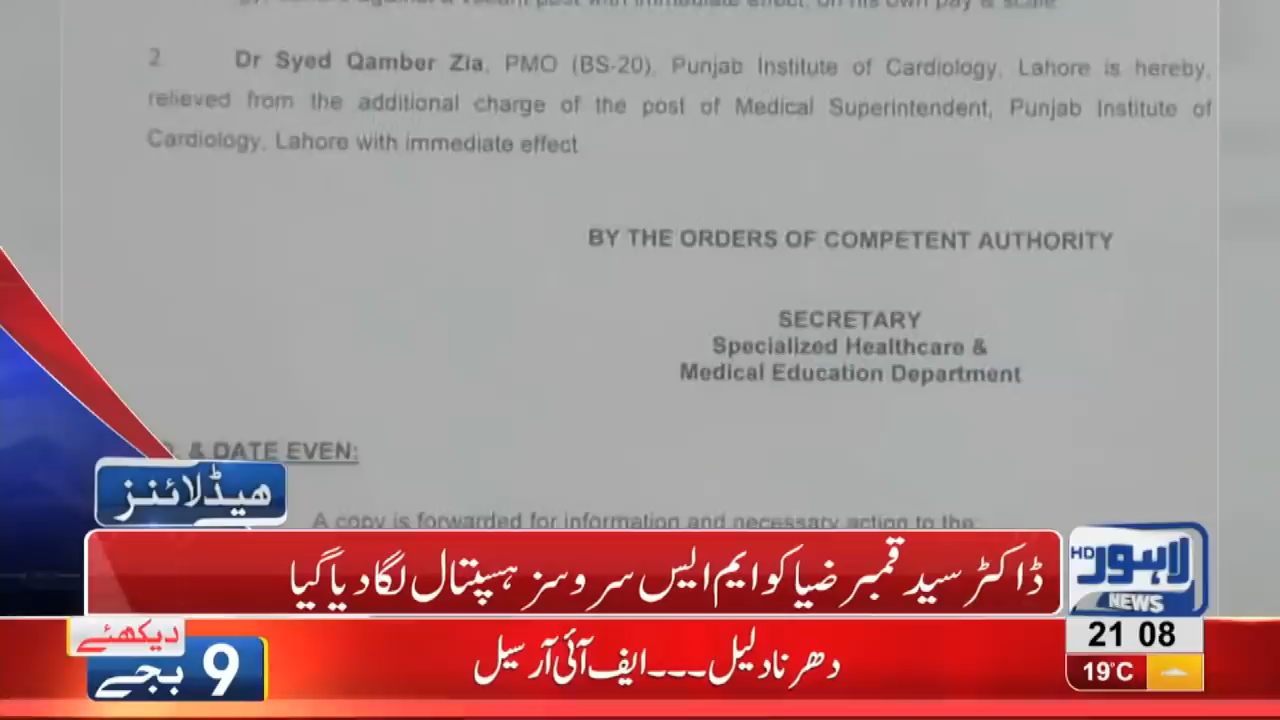 2. Dr Syed Qamber Zia, PMO (BS-20), Punjab Institute of Cardiology, Lahore is hereby,
relieved from the additional charge of the post of Medical Superintendent, Punjab Institute of
Cardiology, Lahore with immediate effect
BY THE ORDERS OF COMPETENT AUTHORITY
SECRETARY
Specialized Healthcare &
Medical Education Department
& DATE EVEN:
A copy is forwarded for information and necessary action to the:
ہیڈلائنز
ڈاکٹر سید قمبر ضیا کو ایم ایس سروسز ہسپتال لگا دیا گیا
لاہور HD
NEWS
21 08
19°C
دیکھئے
9 بجے
دھرنا دلیل۔۔۔ایف آئی آر سیل